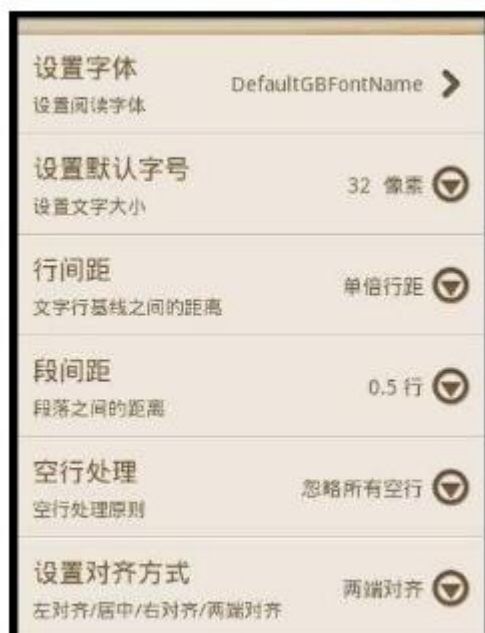 设置字体
DefaultGBFontName
设置阅读字体
设置默认字号
32 像素
设置文字大小
行间距
单倍行距
文字行基线之间的距离
段间距
0.5 行
段落之间的距离
空行处理
忽略所有空行
空行处理原则
设置对齐方式
两端对齐
左对齐/居中/右对齐/两端对齐